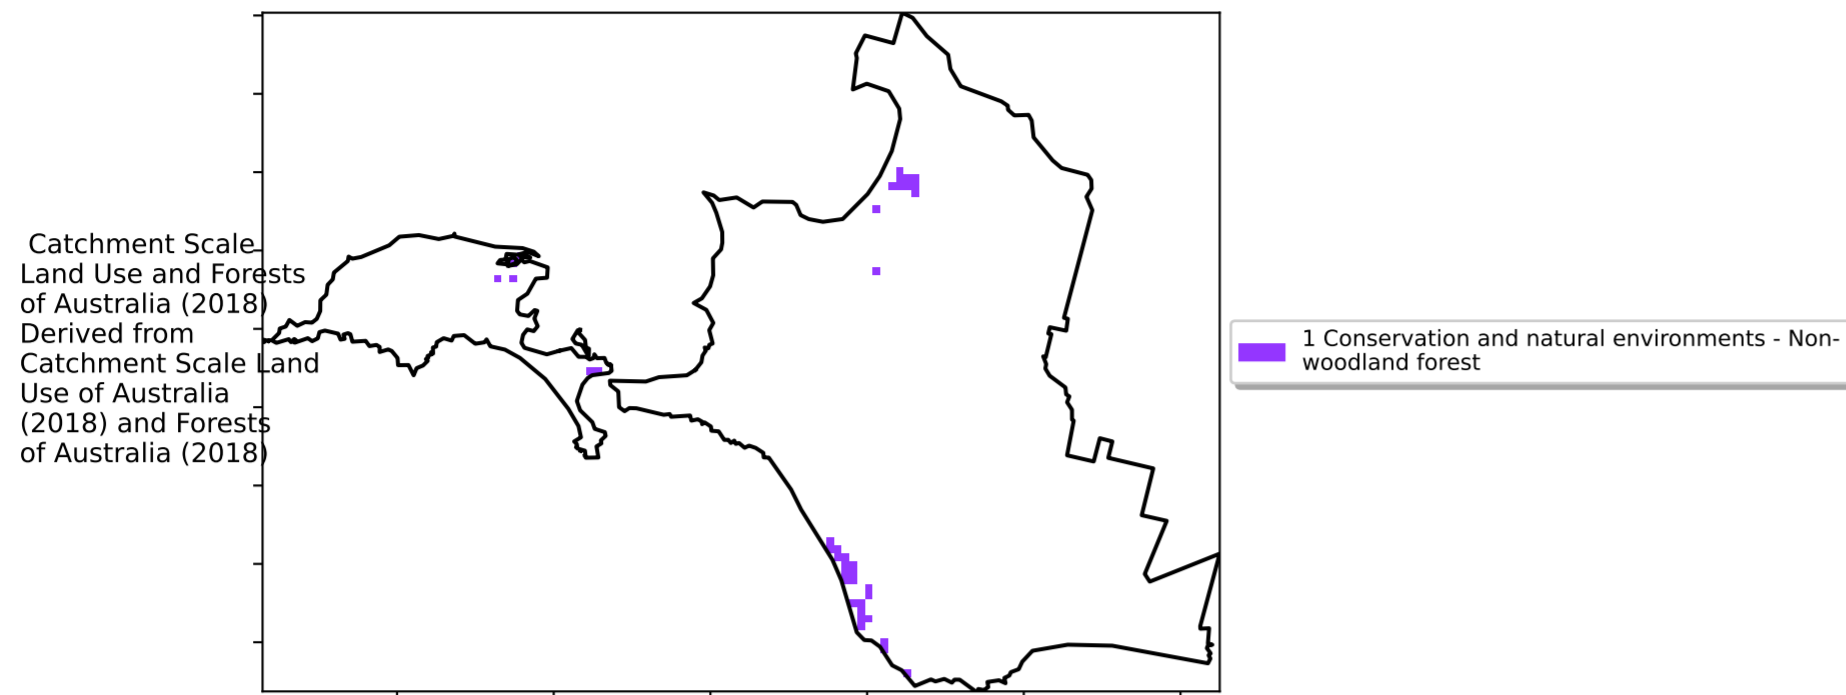 Catchment Scale
Land Use and Forests
of Australia (2018)
Derived from
Catchment Scale Land
Use of Australia
(2018) and Forests
of Australia (2018)
1 Conservation and natural environments - Non-
woodland forest